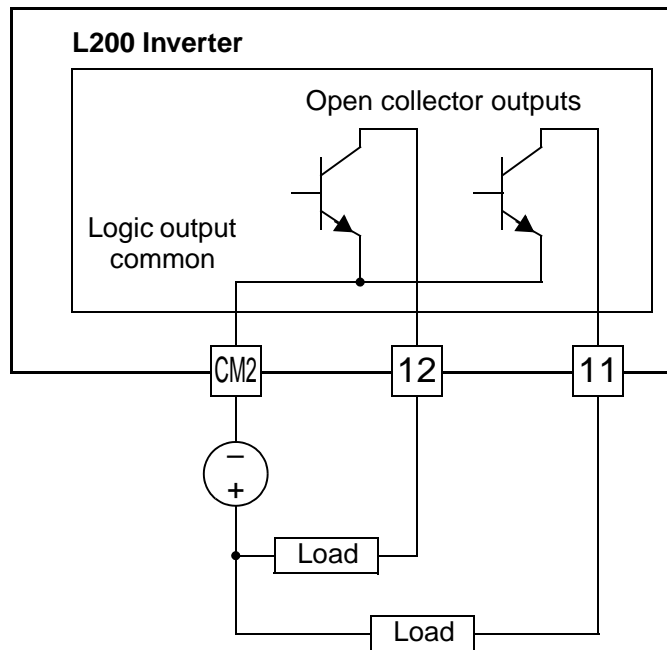 L200 Inverter
Open collector outputs
Logic output
common
CM2
12
11
–
+
Load
Load